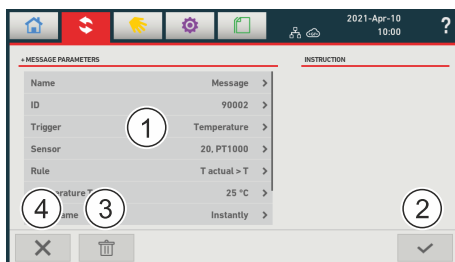 2021-Apr-10
10:00
?
MESSAGE PARAMETERS
INSTRUCTION
Name Message >
ID 90002 >
Trigger Temperature >
Sensor 20, PT1000 >
Rule T actual > T >
25 °C >
Instantly >
1
2
3
4